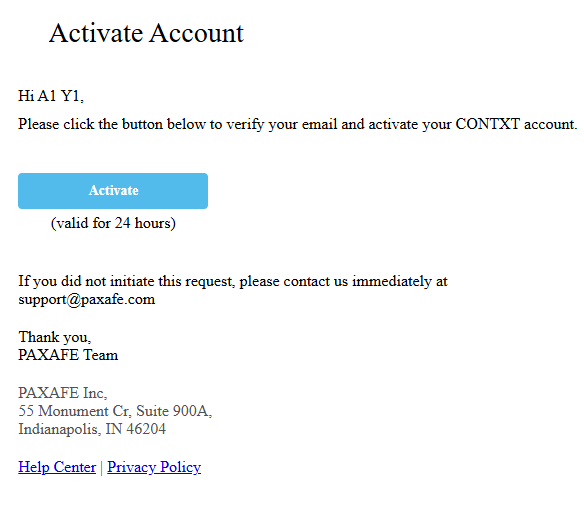 Activate Account
Hi A1 Y1,
Please click the button below to verify your email and activate your CONTXT account.
Activate
(valid for 24 hours)
If you did not initiate this request, please contact us immediately at
support@paxafe.com
Thank you,
PAXAFE Team
PAXAFE Inc,
55 Monument Cr, Suite 900A,
Indianapolis, IN 46204
Help Center | Privacy Policy